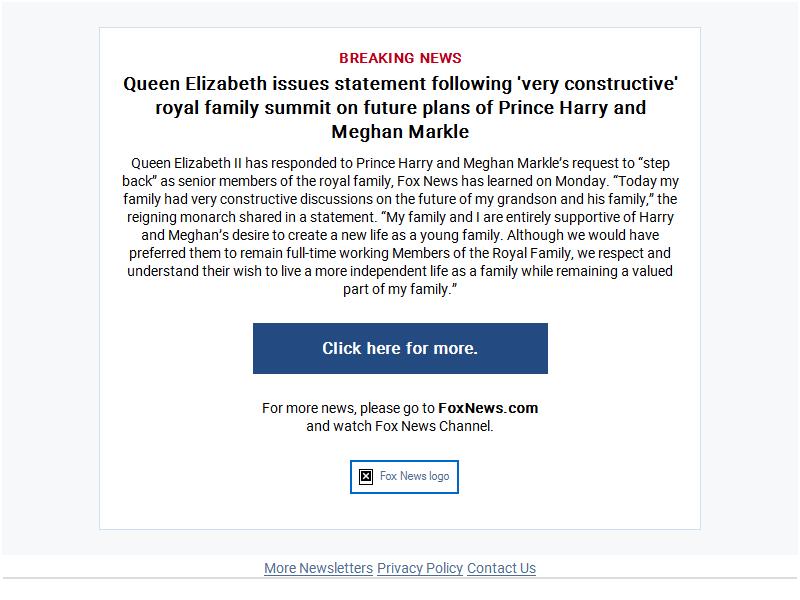 BREAKING NEWS
Queen Elizabeth issues statement following 'very constructive'
royal family summit on future plans of Prince Harry and
Meghan Markle
Queen Elizabeth II has responded to Prince Harry and Meghan Markle’s request to “step
back” as senior members of the royal family, Fox News has learned on Monday. “Today my
family had very constructive discussions on the future of my grandson and his family,” the
reigning monarch shared in a statement. “My family and I are entirely supportive of Harry
and Meghan’s desire to create a new life as a young family. Although we would have
preferred them to remain full-time working Members of the Royal Family, we respect and
understand their wish to live a more independent life as a family while remaining a valued
part of my family.”
Click here for more.
For more news, please go to FoxNews.com
and watch Fox News Channel.
Fox News logo
More Newsletters Privacy Policy Contact Us